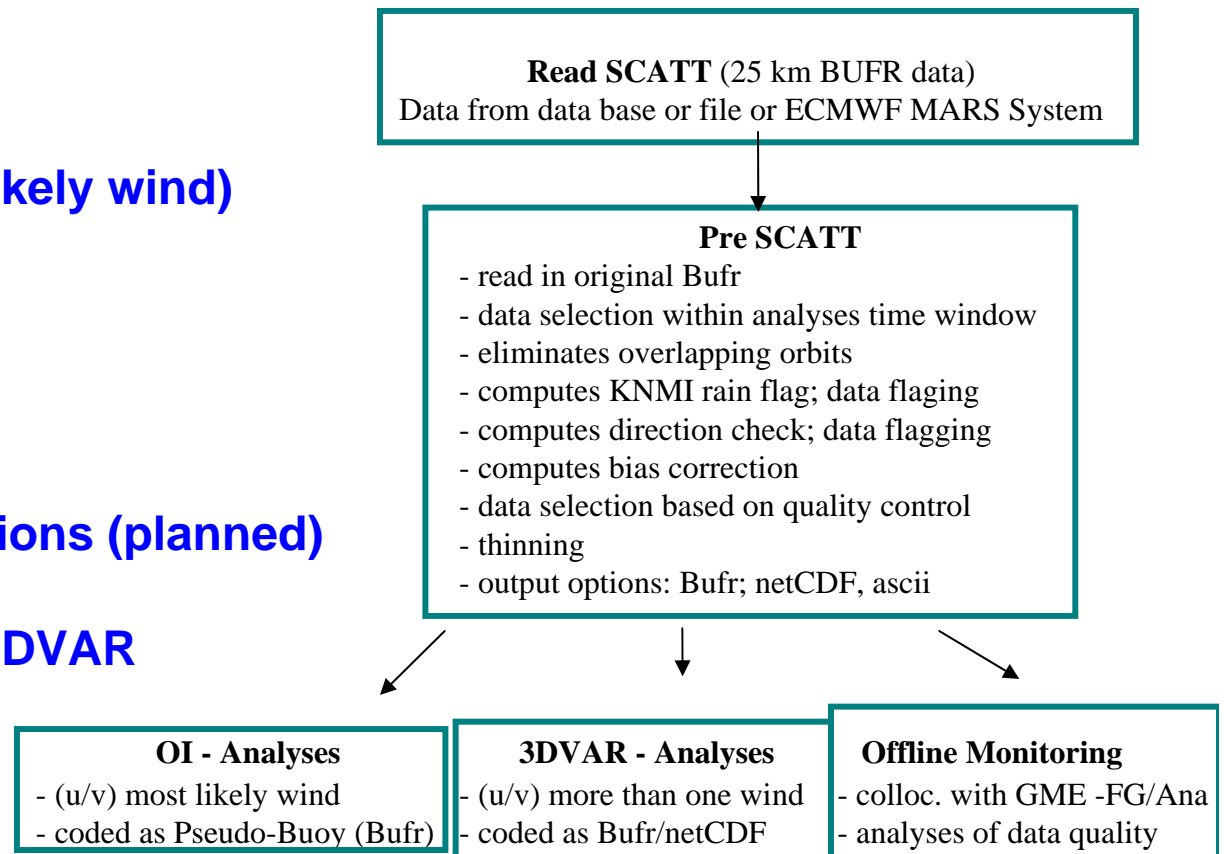 Read SCATT (25 km BUFR data)
Data from data base or file or ECMWF MARS System
kely wind)
Pre SCATT
- read in original Bufr
- data selection within analyses time window
- eliminates overlapping orbits
- computes KNMI rain flag; data flaging
- computes direction check; data flagging
- computes bias correction
- data selection based on quality control
- thinning
- output options: Bufr; netCDF, ascii
ions (planned)
DVAR
OI - Analyses
- (u/v) most likely wind
- coded as Pseudo-Buoy (Bufr)
3DVAR - Analyses
- (u/v) more than one wind
- coded as Bufr/netCDF
Offline Monitoring
- colloc. with GME -FG/Ana
- analyses of data quality